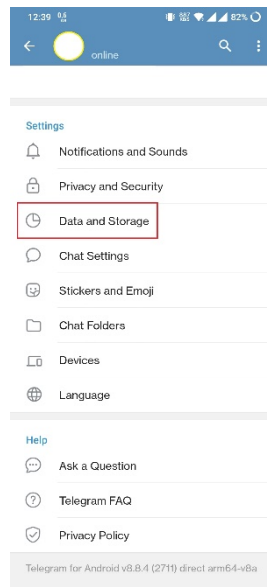 12:39
82%
online
Settings
Notifications and Sounds
Privacy and Security
Data and Storage
Chat Settings
Stickers and Emoji
Chat Folders
Devices
Language
Help
Ask a Question
Telegram FAQ
Privacy Policy
Telegram for Android v8.8.4 (2711) direct arm64-v8a